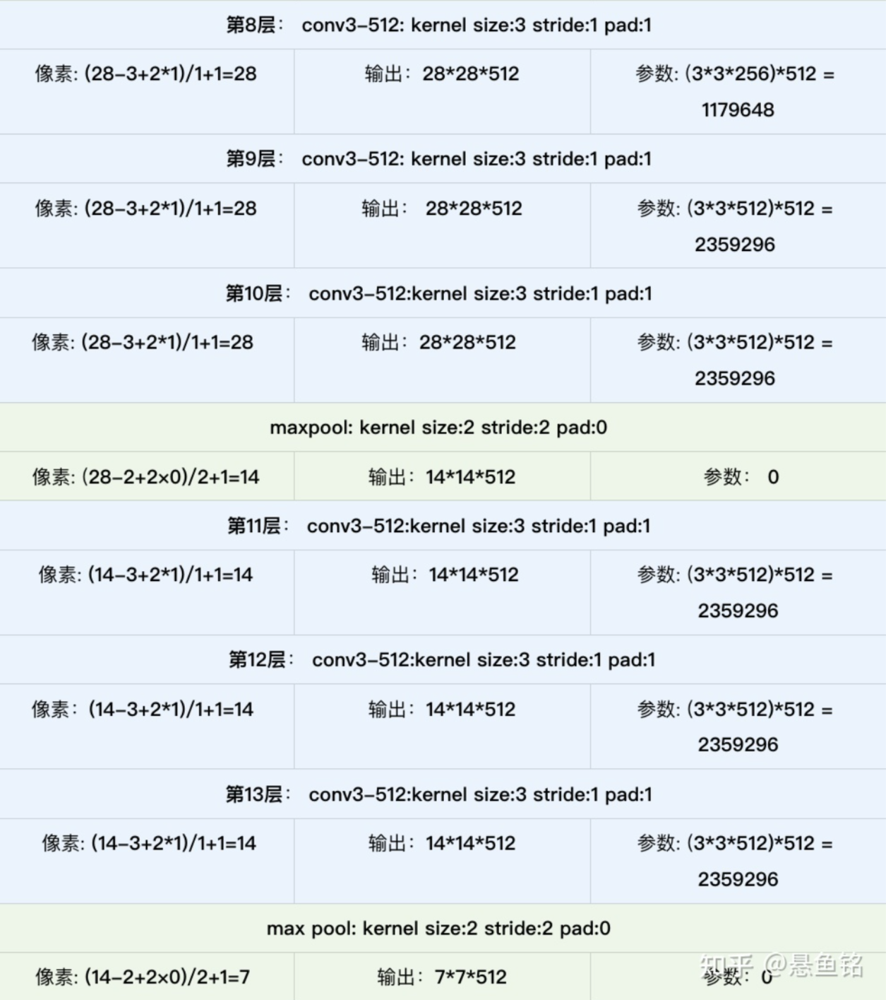 第8层： conv3-512: kernel size:3 stride:1 pad:1
像素: (28-3+2*1)/1+1=28 输出：28*28*512 参数: (3*3*256)*512 =
1179648
第9层： conv3-512: kernel size:3 stride:1 pad:1
像素: (28-3+2*1)/1+1=28 输出： 28*28*512 参数: (3*3*512)*512 =
2359296
第10层： conv3-512:kernel size:3 stride:1 pad:1
像素: (28-3+2*1)/1+1=28 输出：28*28*512 参数: (3*3*512)*512 =
2359296
maxpool: kernel size:2 stride:2 pad:0
像素: (28-2+2×0)/2+1=14 输出：14*14*512 参数： 0
第11层： conv3-512:kernel size:3 stride:1 pad:1
像素: (14-3+2*1)/1+1=14 输出：14*14*512 参数: (3*3*512)*512 =
2359296
第12层： conv3-512:kernel size:3 stride:1 pad:1
像素：(14-3+2*1)/1+1=14 输出：14*14*512 参数: (3*3*512)*512 =
2359296
第13层： conv3-512:kernel size:3 stride:1 pad:1
像素: (14-3+2*1)/1+1=14 输出：14*14*512 参数: (3*3*512)*512 =
2359296
max pool: kernel size:2 stride:2 pad:0
像素: (14-2+2×0)/2+1=7 输出：7*7*512 参数：0
知乎 @悬鱼铭